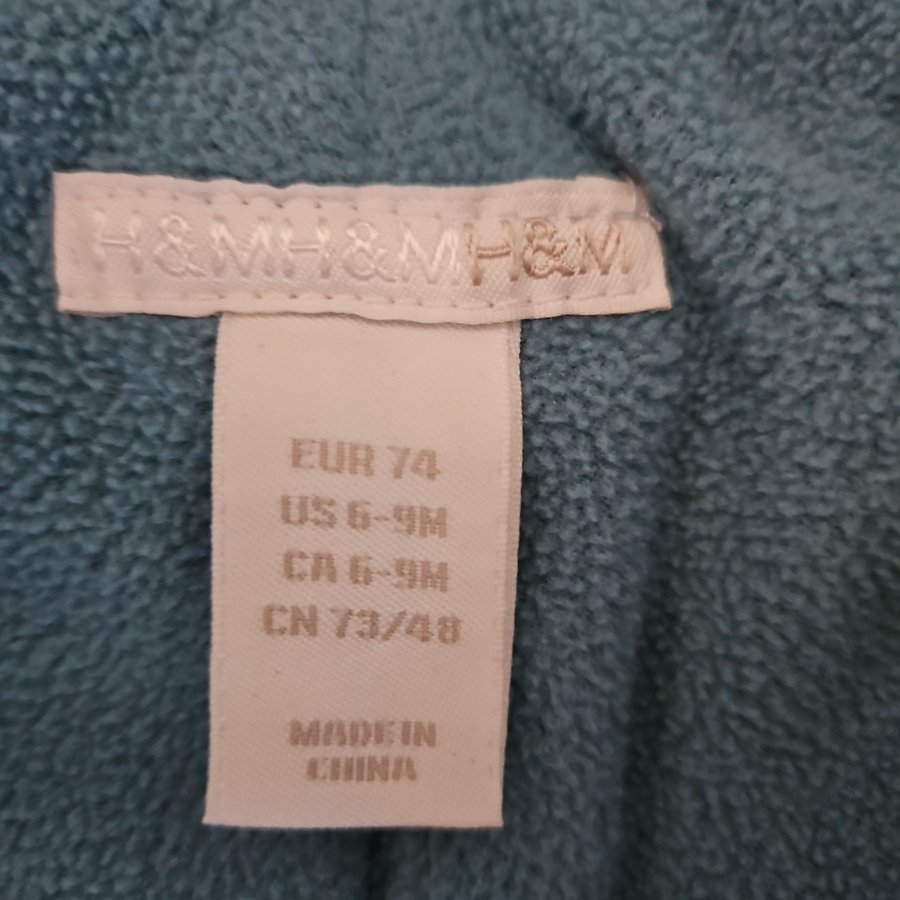 H&MH&MH&M
EUR 74
US 6-9M
CA 6-9M
CN 73/48
MADE IN
CHINA